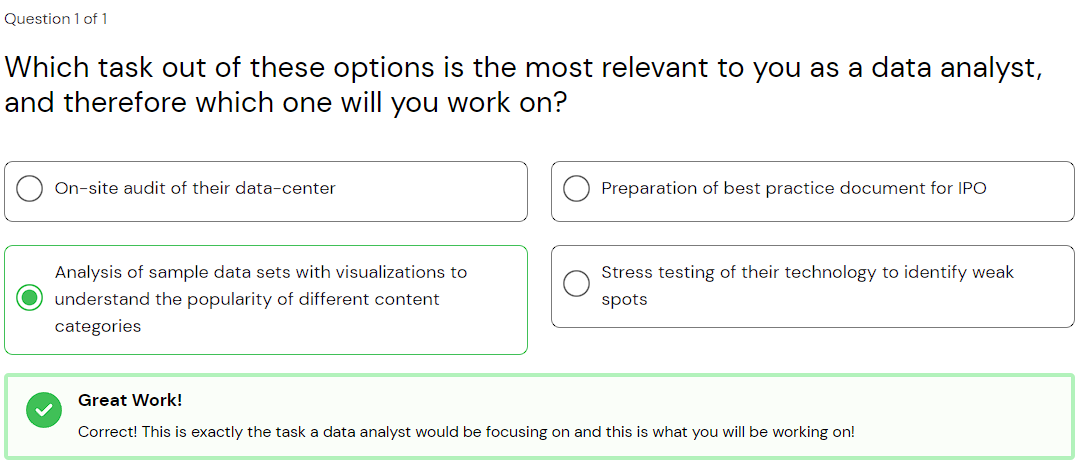 Question 1 of 1
Which task out of these options is the most relevant to you as a data analyst,
and therefore which one will you work on?
On-site audit of their data-center
Preparation of best practice document for IPO
Analysis of sample data sets with visualizations to
understand the popularity of different content
categories
Stress testing of their technology to identify weak
spots
Great Work!
Correct! This is exactly the task a data analyst would be focusing on and this is what you will be working on!